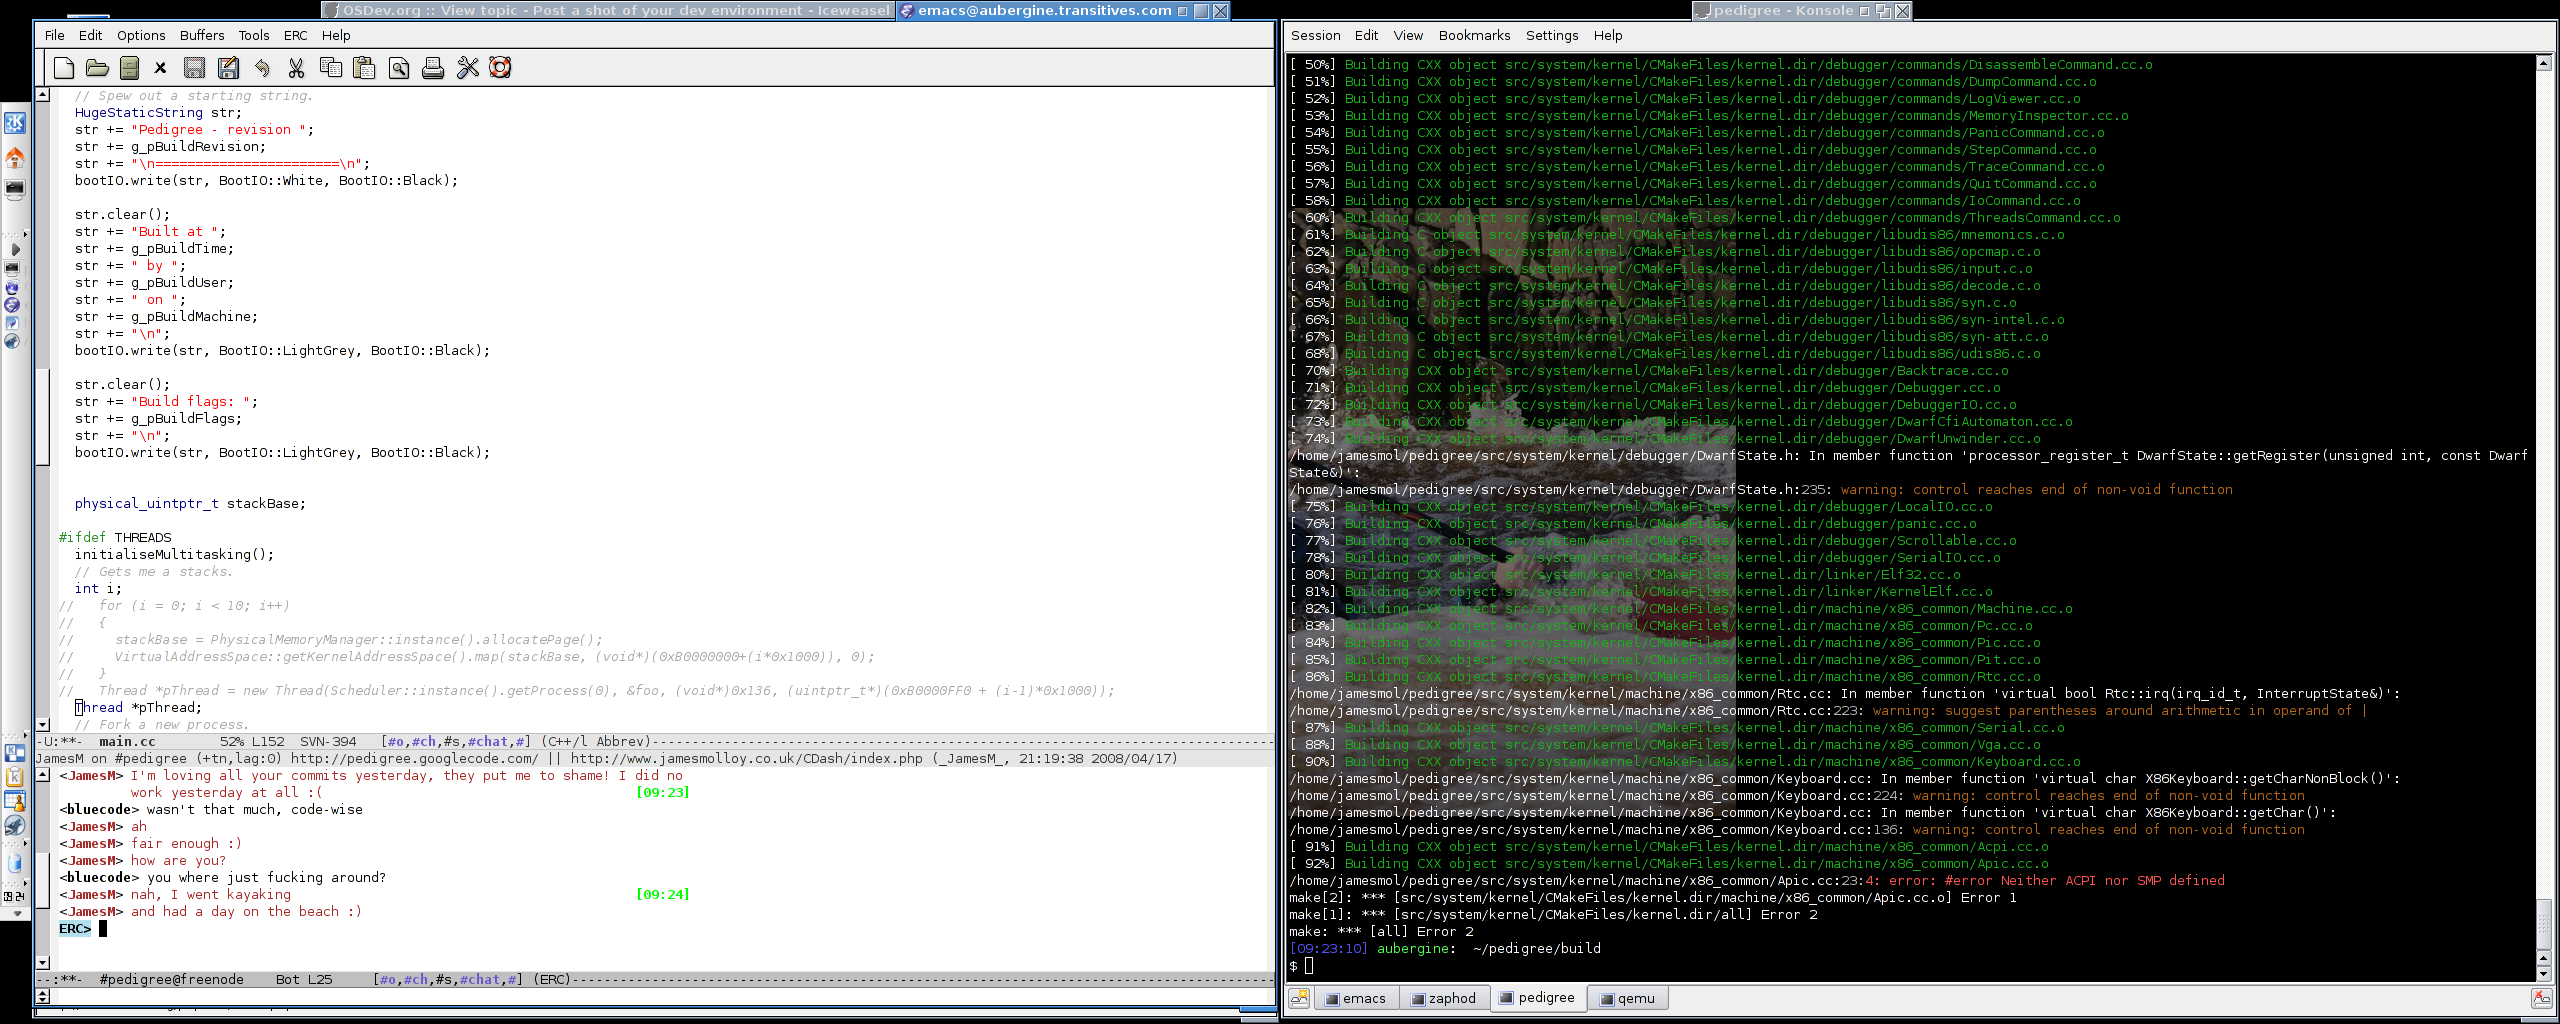 OSDev.org :: View topic - Post a shot of your dev environment - Iceweasel
emacs@aubergine.transitives.com
pedigree - Konsole
File Edit Options Buffers Tools ERC Help
// Spew out a starting string.
HugeStaticString str;
str += "Pedigree - revision ";
str += g_pBuildRevision;
str += "\n=======================\n";
bootIO.write(str, BootIO::White, BootIO::Black);
str.clear();
str += "Built at ";
str += g_pBuildTime;
str += " by ";
str += g_pBuildUser;
str += " on ";
str += g_pBuildMachine;
str += "\n";
bootIO.write(str, BootIO::LightGrey, BootIO::Black);
str.clear();
str += "Build flags: ";
str += g_pBuildFlags;
str += "\n";
bootIO.write(str, BootIO::LightGrey, BootIO::Black);
physical_uintptr_t stackBase;
#ifdef THREADS
initialiseMultitasking();
// Gets me a stacks.
int i;
//   for (i = 0; i < 10; i++)
//   {
//     stackBase = PhysicalMemoryManager::instance().allocatePage();
//     VirtualAddressSpace::getKernelAddressSpace().map(stackBase, (void*)(0xB0000000+(i*0x1000)), 0);
//   }
//   Thread *pThread = new Thread(Scheduler::instance().getProcess(0), &foo, (void*)0x136, (uintptr_t*)(0xB0000FF0 + (i-1)*0x1000));
Thread *pThread;
// Fork a new process.
-U:**-  main.cc        52% L152  SVN-394   [#o,#ch,#s,#chat,#] (C++/l Abbrev)
JamesM on #pedigree (+tn,lag:0) http://pedigree.googlecode.com/ || http://www.jamesmolloy.co.uk/CDash/index.php (_JamesM_, 21:19:38 2008/04/17)
<JamesM> I'm loving all your commits yesterday, they put me to shame! I did no
work yesterday at all :( [09:23]
<bluecode> wasn't that much, code-wise
<JamesM> ah
<JamesM> fair enough :)
<JamesM> how are you?
<bluecode> you where just fucking around?
<JamesM> nah, I went kayaking [09:24]
<JamesM> and had a day on the beach :)
ERC>
--:**-  #pedigree@freenode    Bot L25     [#o,#ch,#s,#chat,#] (ERC)
09:24
Session Edit View Bookmarks Settings Help
[ 50%] Building CXX object src/system/kernel/CMakeFiles/kernel.dir/debugger/commands/DisassembleCommand.cc.o
[ 51%] Building CXX object src/system/kernel/CMakeFiles/kernel.dir/debugger/commands/DumpCommand.cc.o
[ 52%] Building CXX object src/system/kernel/CMakeFiles/kernel.dir/debugger/commands/LogViewer.cc.o
[ 53%] Building CXX object src/system/kernel/CMakeFiles/kernel.dir/debugger/commands/MemoryInspector.cc.o
[ 54%] Building CXX object src/system/kernel/CMakeFiles/kernel.dir/debugger/commands/PanicCommand.cc.o
[ 55%] Building CXX object src/system/kernel/CMakeFiles/kernel.dir/debugger/commands/StepCommand.cc.o
[ 56%] Building CXX object src/system/kernel/CMakeFiles/kernel.dir/debugger/commands/TraceCommand.cc.o
[ 57%] Building CXX object src/system/kernel/CMakeFiles/kernel.dir/debugger/commands/QuitCommand.cc.o
[ 58%] Building CXX object src/system/kernel/CMakeFiles/kernel.dir/debugger/commands/IoCommand.cc.o
[ 60%] Building CXX object src/system/kernel/CMakeFiles/kernel.dir/debugger/commands/ThreadsCommand.cc.o
[ 61%] Building C object src/system/kernel/CMakeFiles/kernel.dir/debugger/libudis86/mnemonics.c.o
[ 62%] Building C object src/system/kernel/CMakeFiles/kernel.dir/debugger/libudis86/opcmap.c.o
[ 63%] Building C object src/system/kernel/CMakeFiles/kernel.dir/debugger/libudis86/input.c.o
[ 64%] Building C object src/system/kernel/CMakeFiles/kernel.dir/debugger/libudis86/decode.c.o
[ 65%] Building C object src/system/kernel/CMakeFiles/kernel.dir/debugger/libudis86/syn.c.o
[ 66%] Building C object src/system/kernel/CMakeFiles/kernel.dir/debugger/libudis86/syn-intel.c.o
[ 67%] Building C object src/system/kernel/CMakeFiles/kernel.dir/debugger/libudis86/syn-att.c.o
[ 68%] Building C object src/system/kernel/CMakeFiles/kernel.dir/debugger/libudis86/udis86.c.o
[ 70%] Building CXX object src/system/kernel/CMakeFiles/kernel.dir/debugger/Backtrace.cc.o
[ 71%] Building CXX object src/system/kernel/CMakeFiles/kernel.dir/debugger/Debugger.cc.o
[ 72%] Building CXX object src/system/kernel/CMakeFiles/kernel.dir/debugger/DebuggerIO.cc.o
[ 73%] Building CXX object src/system/kernel/CMakeFiles/kernel.dir/debugger/DwarfCfiAutomaton.cc.o
[ 74%] Building CXX object src/system/kernel/CMakeFiles/kernel.dir/debugger/DwarfUnwinder.cc.o
/home/jamesmol/pedigree/src/system/kernel/debugger/DwarfState.h: In member function 'processor_register_t DwarfState::getRegister(unsigned int, const Dwarf
State&)':
/home/jamesmol/pedigree/src/system/kernel/debugger/DwarfState.h:235: warning: control reaches end of non-void function
[ 75%] Building CXX object src/system/kernel/CMakeFiles/kernel.dir/debugger/LocalIO.cc.o
[ 76%] Building CXX object src/system/kernel/CMakeFiles/kernel.dir/debugger/panic.cc.o
[ 77%] Building CXX object src/system/kernel/CMakeFiles/kernel.dir/debugger/Scrollable.cc.o
[ 78%] Building CXX object src/system/kernel/CMakeFiles/kernel.dir/debugger/SerialIO.cc.o
[ 80%] Building CXX object src/system/kernel/CMakeFiles/kernel.dir/linker/Elf32.cc.o
[ 81%] Building CXX object src/system/kernel/CMakeFiles/kernel.dir/linker/KernelElf.cc.o
[ 82%] Building CXX object src/system/kernel/CMakeFiles/kernel.dir/machine/x86_common/Machine.cc.o
[ 83%] Building CXX object src/system/kernel/CMakeFiles/kernel.dir/machine/x86_common/Pc.cc.o
[ 84%] Building CXX object src/system/kernel/CMakeFiles/kernel.dir/machine/x86_common/Pic.cc.o
[ 85%] Building CXX object src/system/kernel/CMakeFiles/kernel.dir/machine/x86_common/Pit.cc.o
[ 86%] Building CXX object src/system/kernel/CMakeFiles/kernel.dir/machine/x86_common/Rtc.cc.o
/home/jamesmol/pedigree/src/system/kernel/machine/x86_common/Rtc.cc: In member function 'virtual bool Rtc::irq(irq_id_t, InterruptState&)':
/home/jamesmol/pedigree/src/system/kernel/machine/x86_common/Rtc.cc:223: warning: suggest parentheses around arithmetic in operand of |
[ 87%] Building CXX object src/system/kernel/CMakeFiles/kernel.dir/machine/x86_common/Serial.cc.o
[ 88%] Building CXX object src/system/kernel/CMakeFiles/kernel.dir/machine/x86_common/Vga.cc.o
[ 90%] Building CXX object src/system/kernel/CMakeFiles/kernel.dir/machine/x86_common/Keyboard.cc.o
/home/jamesmol/pedigree/src/system/kernel/machine/x86_common/Keyboard.cc: In member function 'virtual char X86Keyboard::getCharNonBlock()':
/home/jamesmol/pedigree/src/system/kernel/machine/x86_common/Keyboard.cc:224: warning: control reaches end of non-void function
/home/jamesmol/pedigree/src/system/kernel/machine/x86_common/Keyboard.cc: In member function 'virtual char X86Keyboard::getChar()':
/home/jamesmol/pedigree/src/system/kernel/machine/x86_common/Keyboard.cc:136: warning: control reaches end of non-void function
[ 91%] Building CXX object src/system/kernel/CMakeFiles/kernel.dir/machine/x86_common/Acpi.cc.o
[ 92%] Building CXX object src/system/kernel/CMakeFiles/kernel.dir/machine/x86_common/Apic.cc.o
/home/jamesmol/pedigree/src/system/kernel/machine/x86_common/Apic.cc:23:4: error: #error Neither ACPI nor SMP defined
make[2]: *** [src/system/kernel/CMakeFiles/kernel.dir/machine/x86_common/Apic.cc.o] Error 1
make[1]: *** [src/system/kernel/CMakeFiles/kernel.dir/all] Error 2
make: *** [all] Error 2
[09:23:10] aubergine:  ~/pedigree/build
$
emacs zaphod pedigree qemu